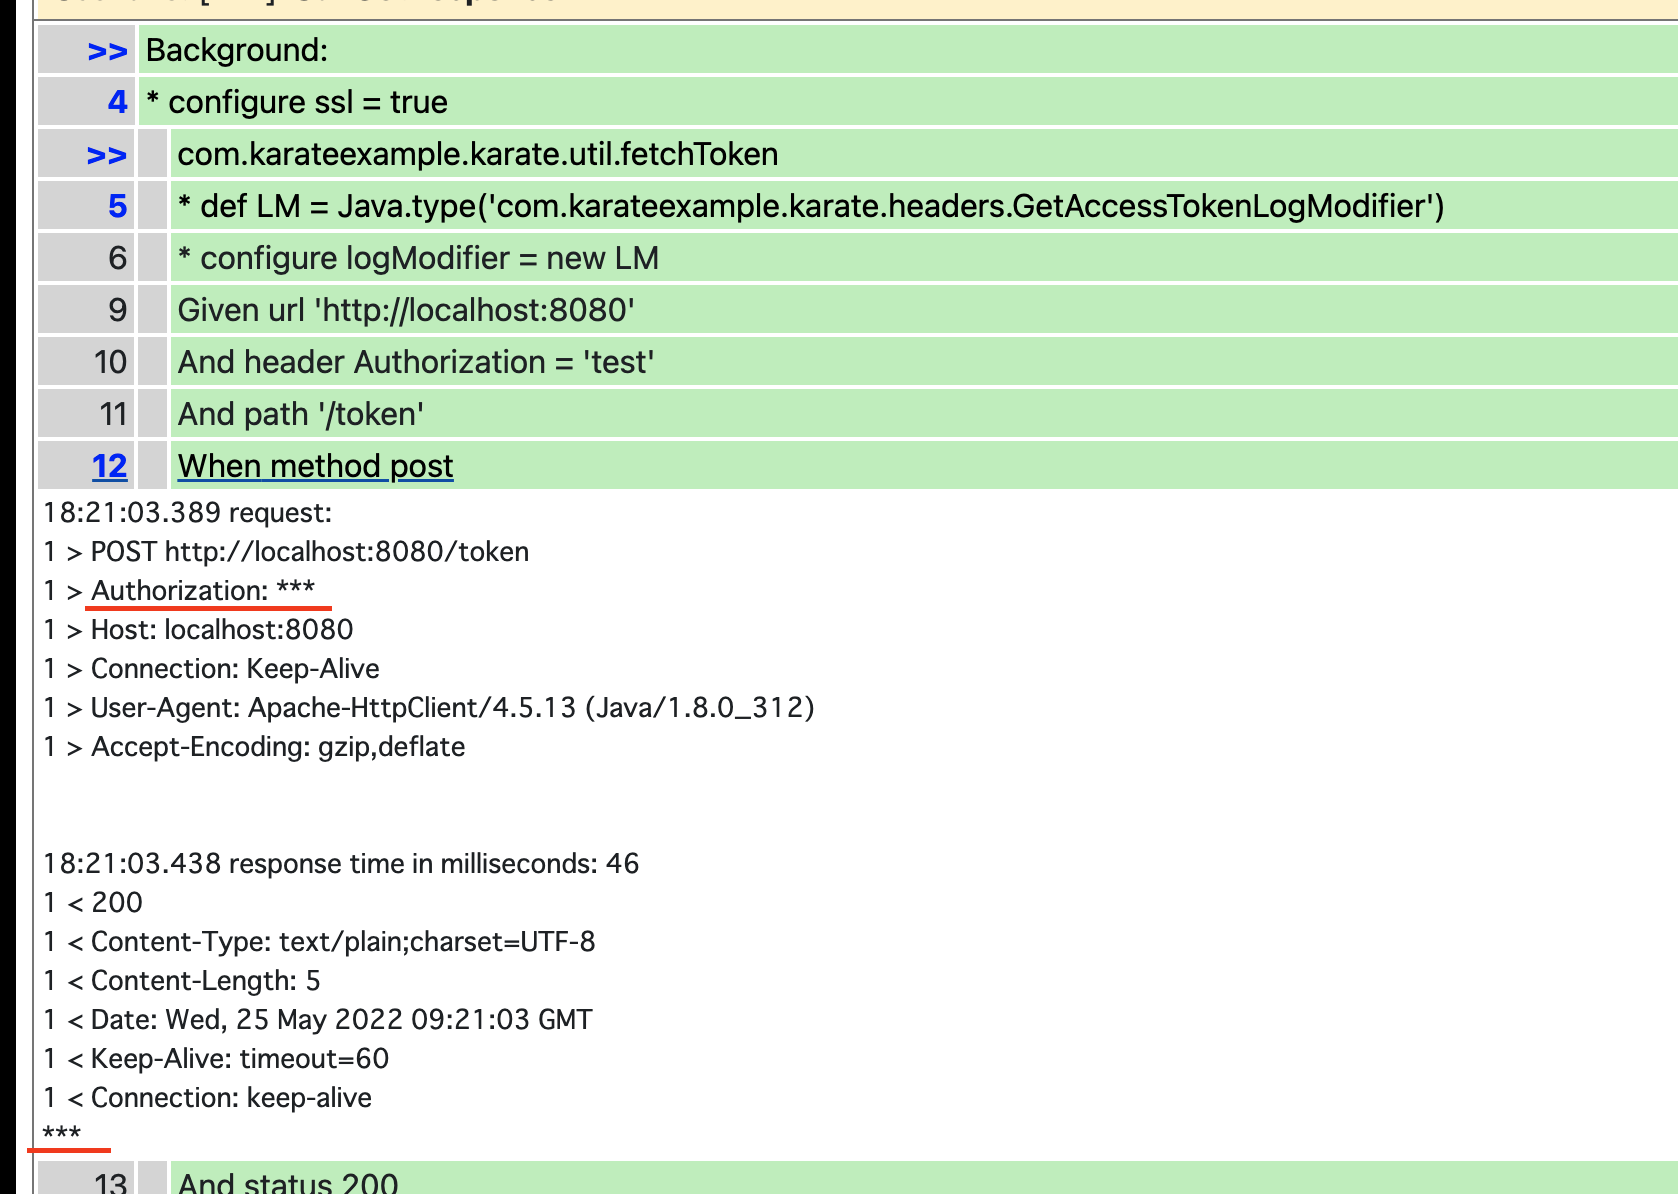 >> Background:
4 * configure ssl = true
>> com.karateexample.karate.util.fetchToken
5 * def LM = Java.type('com.karateexample.karate.headers.GetAccessTokenLogModifier')
6 * configure logModifier = new LM
9 Given url 'http://localhost:8080'
10 And header Authorization = 'test'
11 And path '/token'
12 When method post
18:21:03.389 request:
1 > POST http://localhost:8080/token
1 > Authorization: ***
1 > Host: localhost:8080
1 > Connection: Keep-Alive
1 > User-Agent: Apache-HttpClient/4.5.13 (Java/1.8.0_312)
1 > Accept-Encoding: gzip,deflate
18:21:03.438 response time in milliseconds: 46
1 < 200
1 < Content-Type: text/plain;charset=UTF-8
1 < Content-Length: 5
1 < Date: Wed, 25 May 2022 09:21:03 GMT
1 < Keep-Alive: timeout=60
1 < Connection: keep-alive
***
13 And status 200